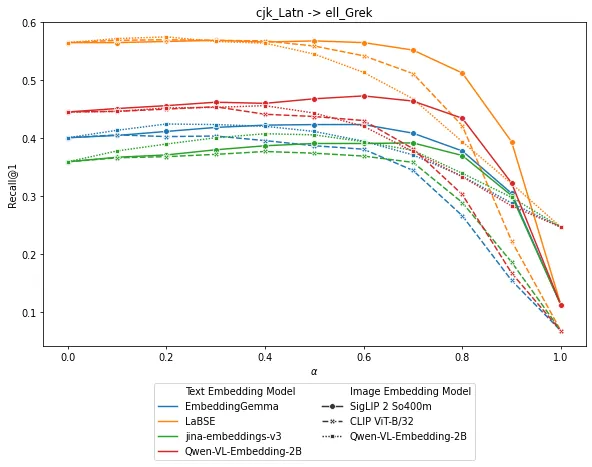 cjk_Latn -> ell_Grek
0.6
0.5
0.4
0.3
0.2
0.1
Recall@1
0.0 0.2 0.4 0.6 0.8 1.0
α
Text Embedding Model Image Embedding Model
EmbeddingGemma SigLIP 2 So400m
LaBSE CLIP ViT-B/32
jina-embeddings-v3 Qwen-VL-Embedding-2B
Qwen-VL-Embedding-2B